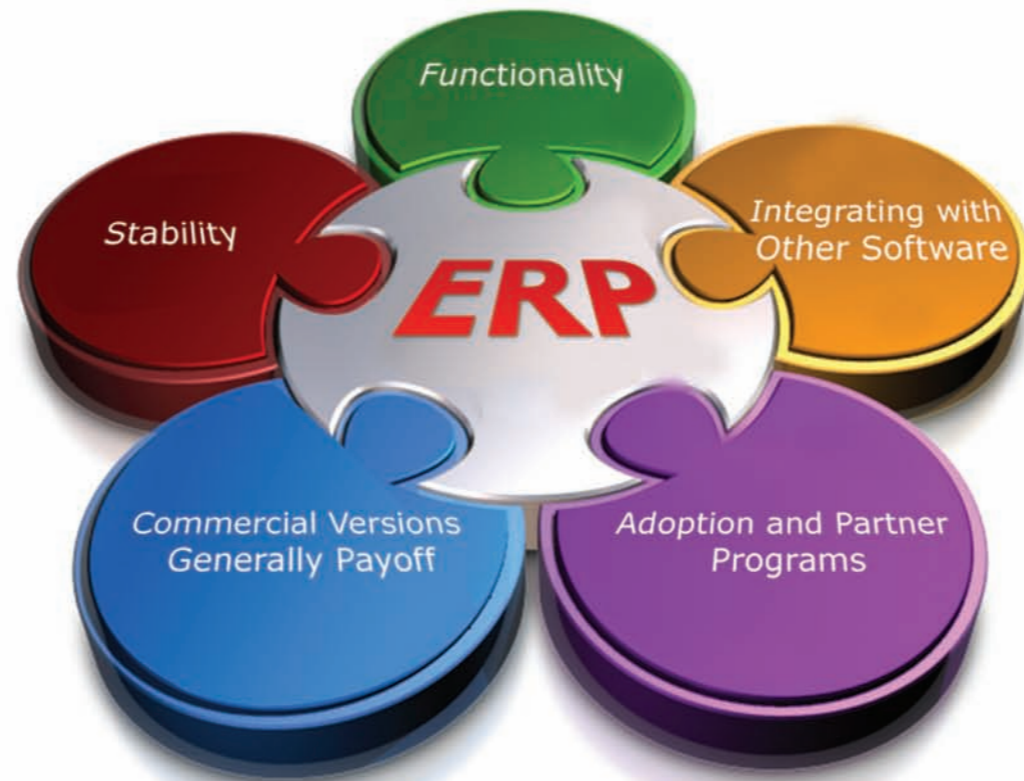 Functionality
Stability
Integrating with
Other Software
ERP
Commercial Versions
Generally Payoff
Adoption and Partner
Programs